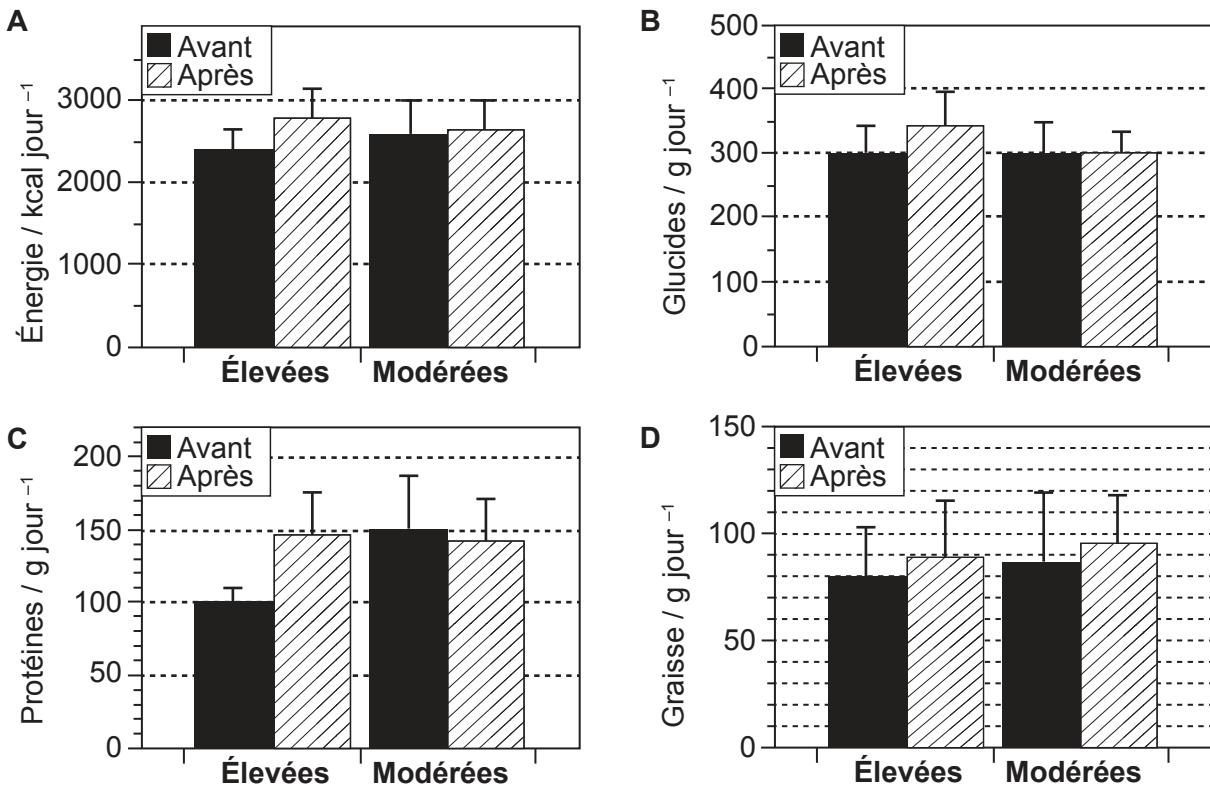 A
Avant
Après
Énergie / kcal jour⁻¹
3000
2000
1000
0
Élevées Modérées
B
Avant
Après
Glucides / g jour⁻¹
500
400
300
200
100
0
Élevées Modérées
C
Avant
Après
Protéines / g jour⁻¹
200
150
100
50
0
Élevées Modérées
D
Avant
Après
Graisse / g jour⁻¹
150
100
50
0
Élevées Modérées